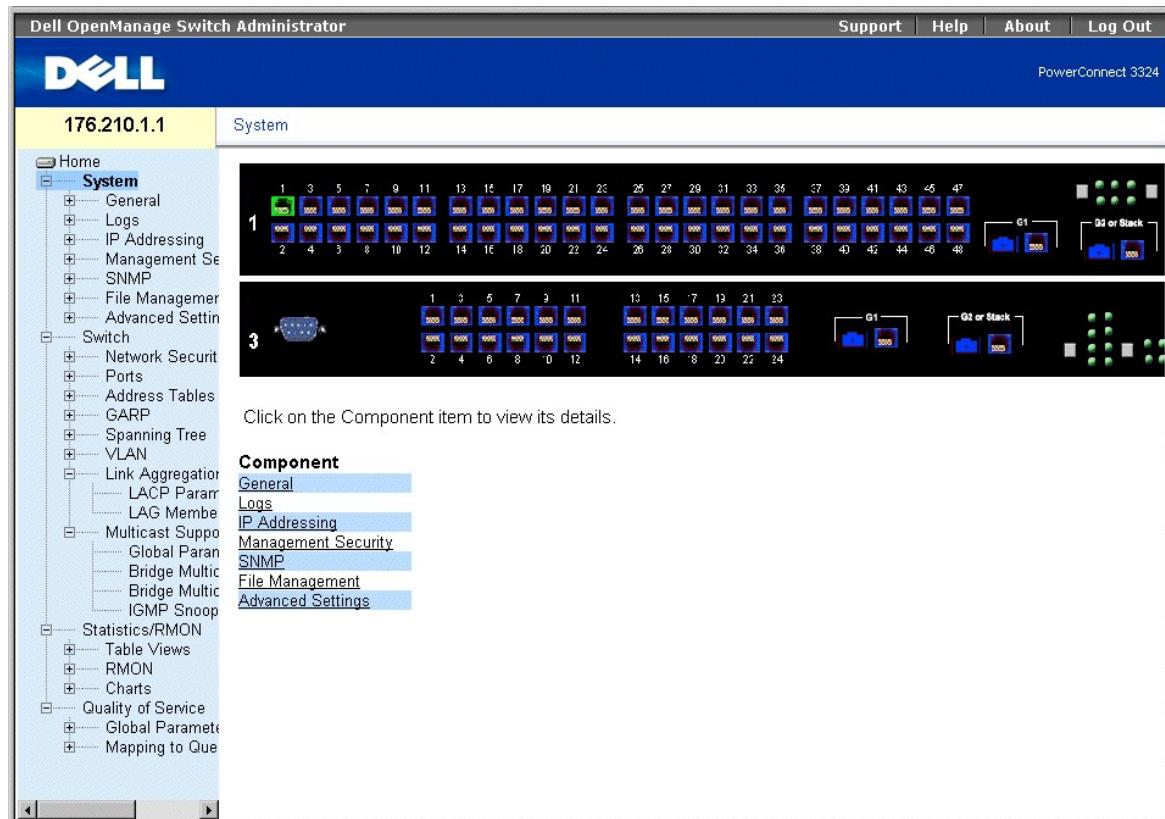 Dell OpenManage Switch Administrator Support Help About Log Out
DELL
PowerConnect 3324
176.210.1.1 System
Home
System
General
Logs
IP Addressing
Management Se
SNMP
File Managemen
Advanced Settin
Switch
Network Securit
Ports
Address Tables
GARP
Spanning Tree
VLAN
Link Aggregation
LACP Param
LAG Membe
Multicast Suppo
Global Param
Bridge Multic
Bridge Multic
IGMP Snoop
Statistics/RMON
Table Views
RMON
Charts
Quality of Service
Global Paramete
Mapping to Que
1 3 5 7 9 11 13 15 17 19 21 23 25 27 29 31 33 35 37 39 41 43 45 47
1
G1
G2 or Stack
2 4 6 8 10 12 14 16 18 20 22 24 26 28 30 32 34 36 38 40 42 44 46 48
1 3 5 7 9 11 13 15 17 19 21 23
3
G1
G2 or Stack
2 4 6 8 10 12 14 16 18 20 22 24
Click on the Component item to view its details.
Component
General
Logs
IP Addressing
Management Security
SNMP
File Management
Advanced Settings